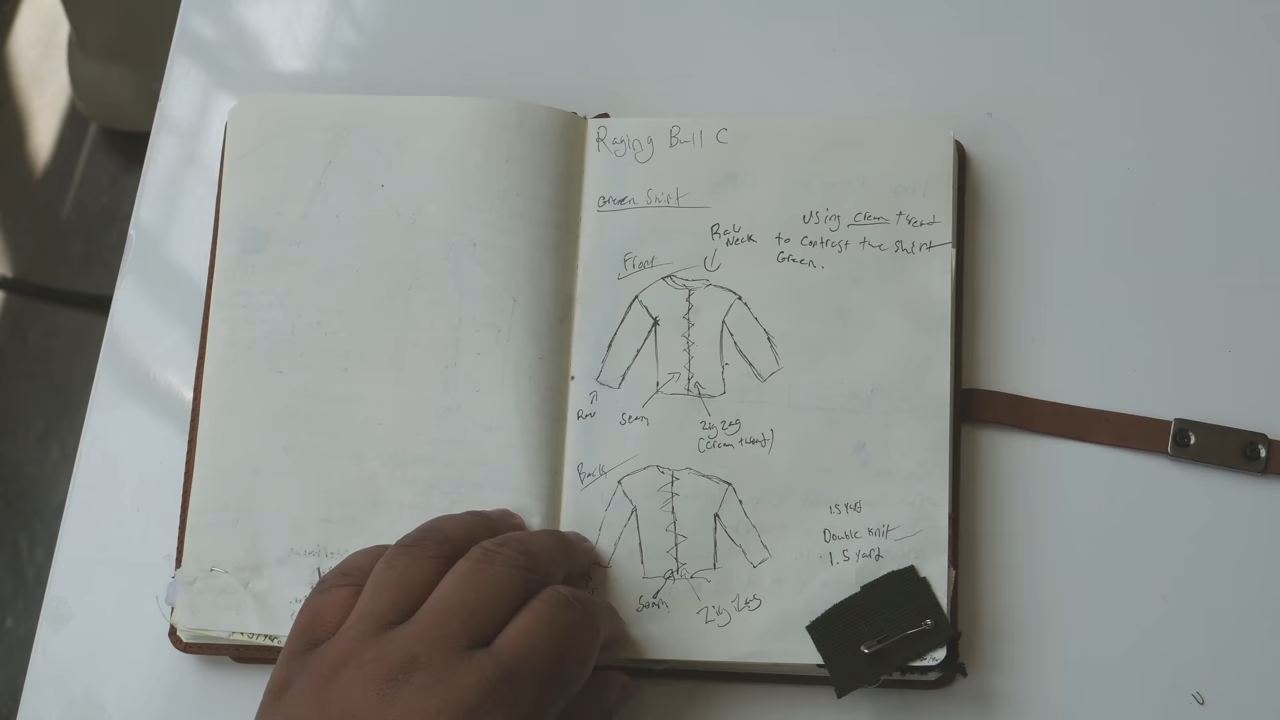 Raging Bull C
Green Shirt
Using cream thread
to contrast the shirt
Green.
Raw
Neck
Front
Raw
Seam
Zig Zag
(Cream thread)
Back
1.5 Yard
Double Knit
1.5 yard
Seam
Zig Zag